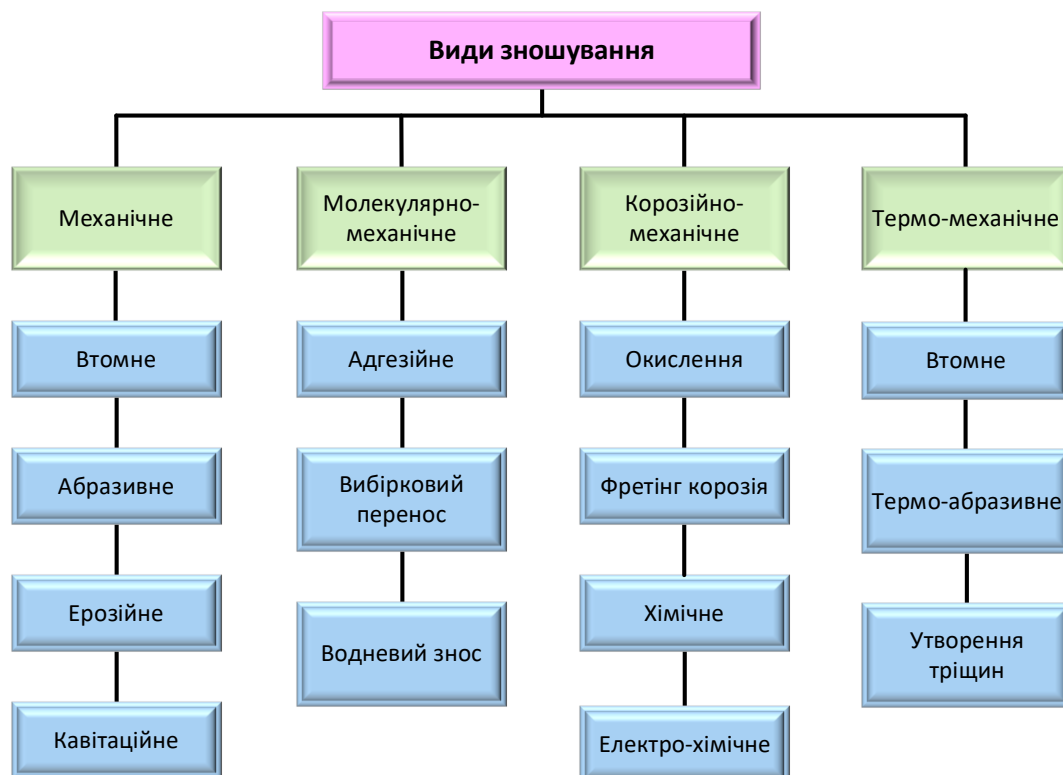 Види зношування
Механічне
Молекулярно-
механічне
Корозійно-
механічне
Термо-механічне
Втомне
Адгезійне
Окислення
Втомне
Абразивне
Вибірковий
перенос
Фретінг корозія
Термо-абразивне
Ерозійне
Водневий знос
Хімічне
Утворення
тріщин
Кавітаційне
Електро-хімічне